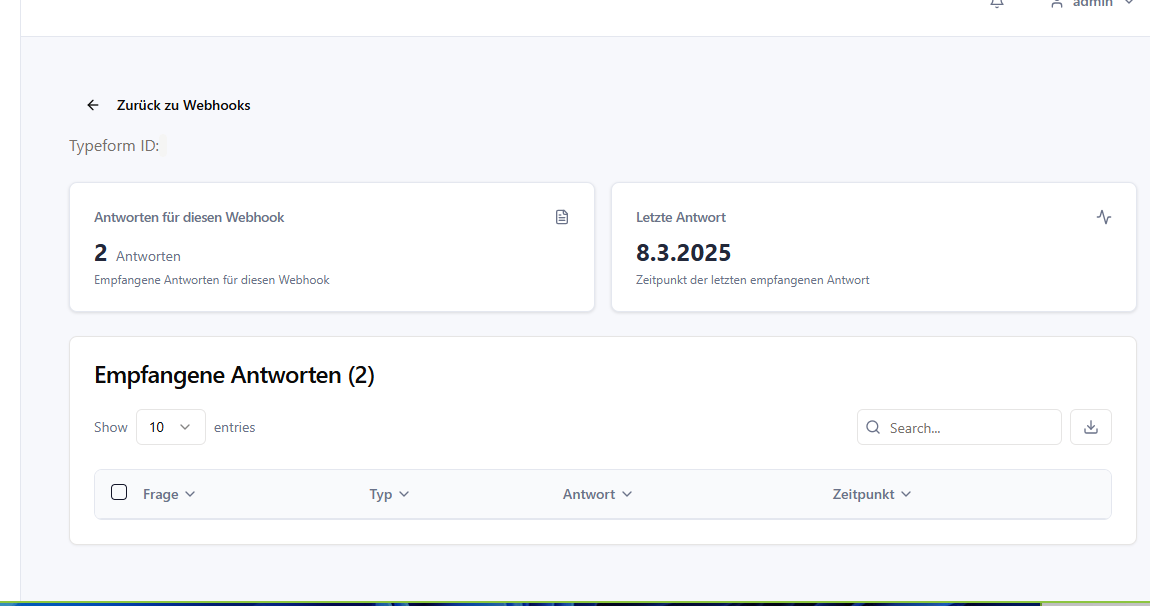 admin
Zurück zu Webhooks
Typeform ID:
Antworten für diesen Webhook
2 Antworten
Empfangene Antworten für diesen Webhook
Letzte Antwort
8.3.2025
Zeitpunkt der letzten empfangenen Antwort
Empfangene Antworten (2)
Show 10 entries
Search...
Frage Typ Antwort Zeitpunkt